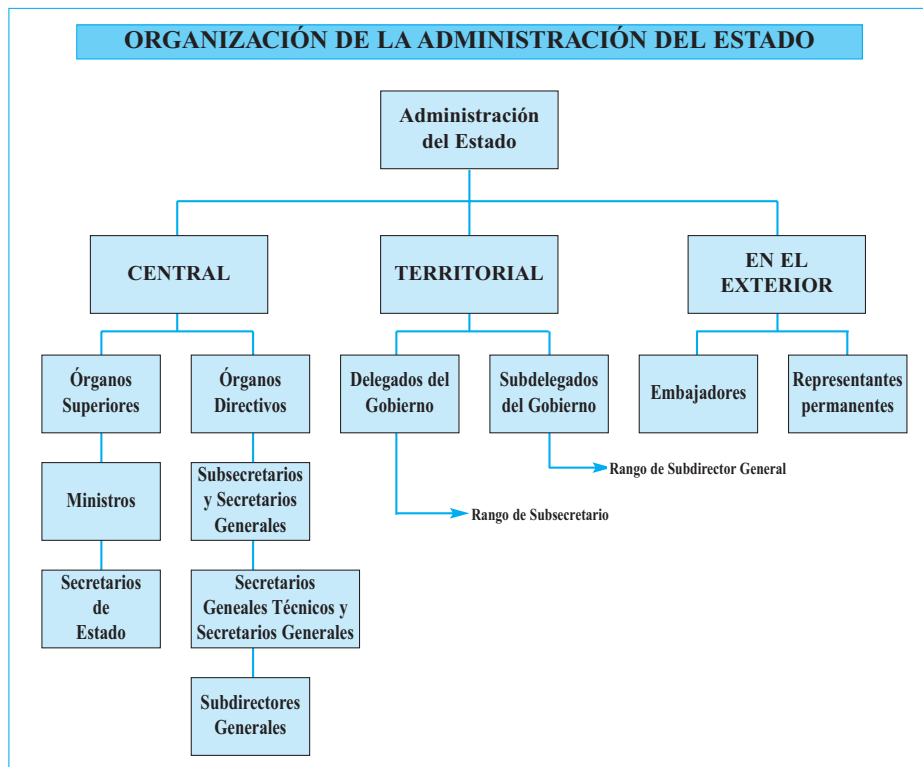 ORGANIZACIÓN DE LA ADMINISTRACIÓN DEL ESTADO
Administración
del Estado
CENTRAL
TERRITORIAL
EN EL
EXTERIOR
Órganos
Superiores
Órganos
Directivos
Delegados del
Gobierno
Subdelegados
del Gobierno
Embajadores
Representantes
permanentes
Ministros
Subsecretarios
y Secretarios
Generales
Rango de Subdirector General
Rango de Subsecretario
Secretarios
de
Estado
Secretarios
Geneales Técnicos y
Secretarios Generales
Subdirectores
Generales